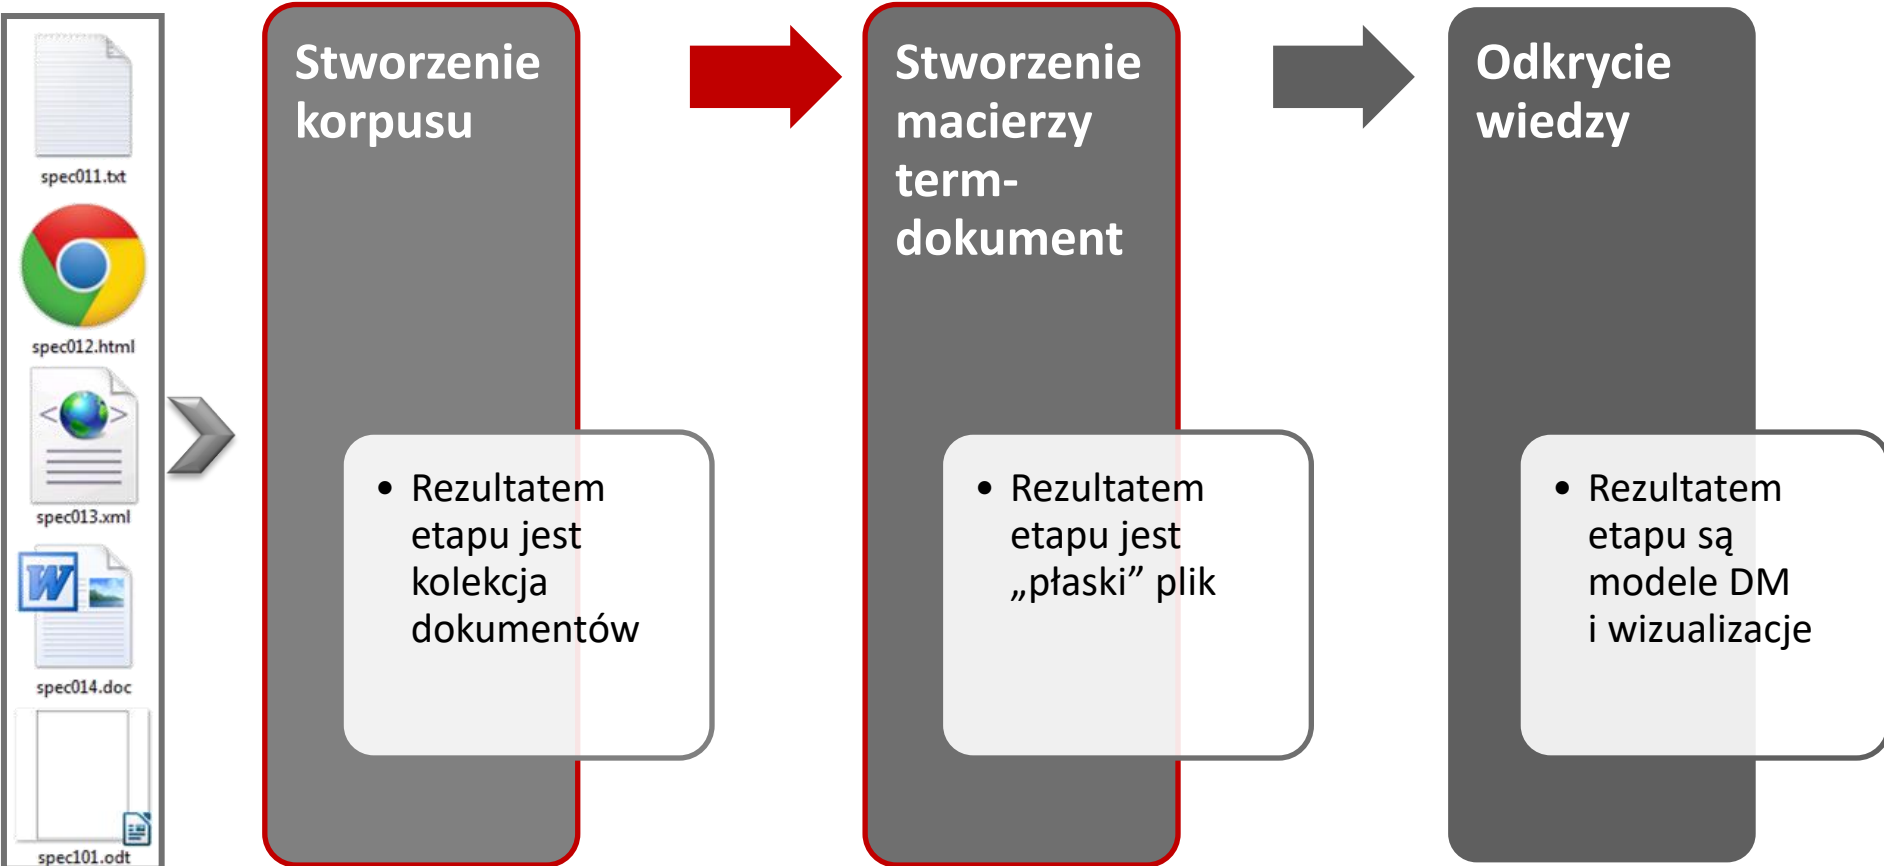 spec011.txt
spec012.html
spec013.xml
spec014.doc
spec101.odt
Stworzenie
korpusu
• Rezultatem
etapu jest
kolekcja
dokumentów
Stworzenie
macierzy
term-
dokument
• Rezultatem
etapu jest
„płaski” plik
Odkrycie
wiedzy
• Rezultatem
etapu są
modele DM
i wizualizacje